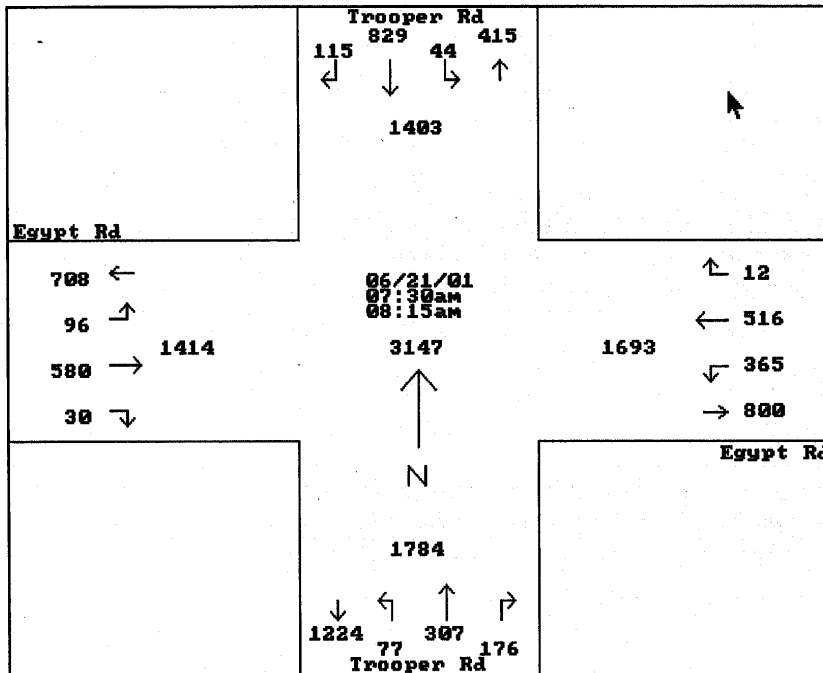 Trooper Rd
829 415
115 44
1403
Egypt Rd
708
96
580
30
1414
06/21/01
07:30am
08:15am
3147
1693
12
516
365
800
Egypt Rd
N
1784
1224 307
77 176
Trooper Rd